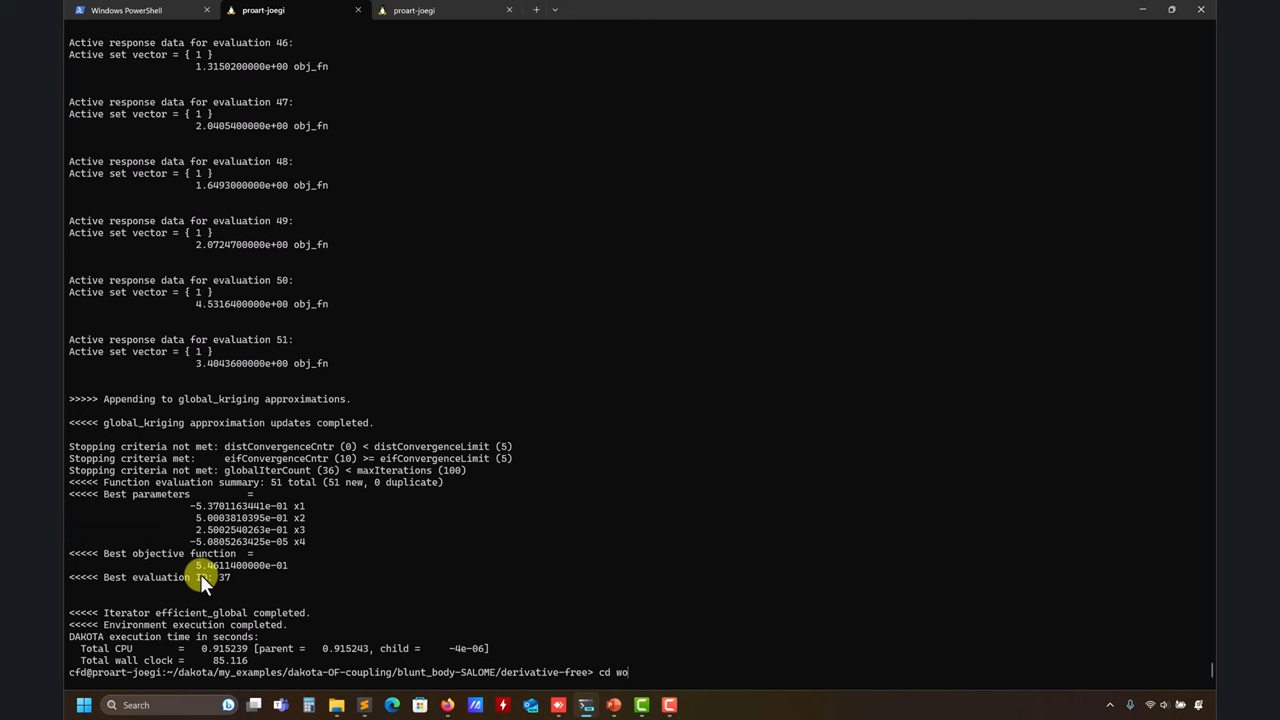 Windows PowerShell
proart-joegi
proart-joegi
Active response data for evaluation 46:
Active set vector = { 1 }
1.3150200000e+00 obj_fn
Active response data for evaluation 47:
Active set vector = { 1 }
2.0405400000e+00 obj_fn
Active response data for evaluation 48:
Active set vector = { 1 }
1.6493000000e+00 obj_fn
Active response data for evaluation 49:
Active set vector = { 1 }
2.0724700000e+00 obj_fn
Active response data for evaluation 50:
Active set vector = { 1 }
4.5316400000e+00 obj_fn
Active response data for evaluation 51:
Active set vector = { 1 }
3.4043600000e+00 obj_fn
>>>>> Appending to global_kriging approximations.
<<<<< global_kriging approximation updates completed.
Stopping criteria not met: distConvergenceCntr (0) < distConvergenceLimit (5)
Stopping criteria not met: eifConvergenceCntr (10) >= eifConvergenceLimit (5)
Stopping criteria not met: globalIterCount (36) < maxIterations (100)
<<<<< Function evaluation summary: 51 total (51 new, 0 duplicate)
<<<<< Best parameters =
-5.3701163441e-01 x1
5.0003810395e-01 x2
2.5002540263e-01 x3
-5.0805263425e-05 x4
<<<<< Best objective function =
5.4611400000e-01
<<<<< Best evaluation ID: 37
<<<<< Iterator efficient_global completed.
<<<<< Environment execution completed.
DAKOTA execution time in seconds:
Total CPU = 0.915239 [parent = 0.915243, child = -4e-06]
Total wall clock = 85.116
cfd@proart-joegi:~/dakota/my_examples/dakota-OF-coupling/blunt_body-SALOME/derivative-free> cd wo
Search